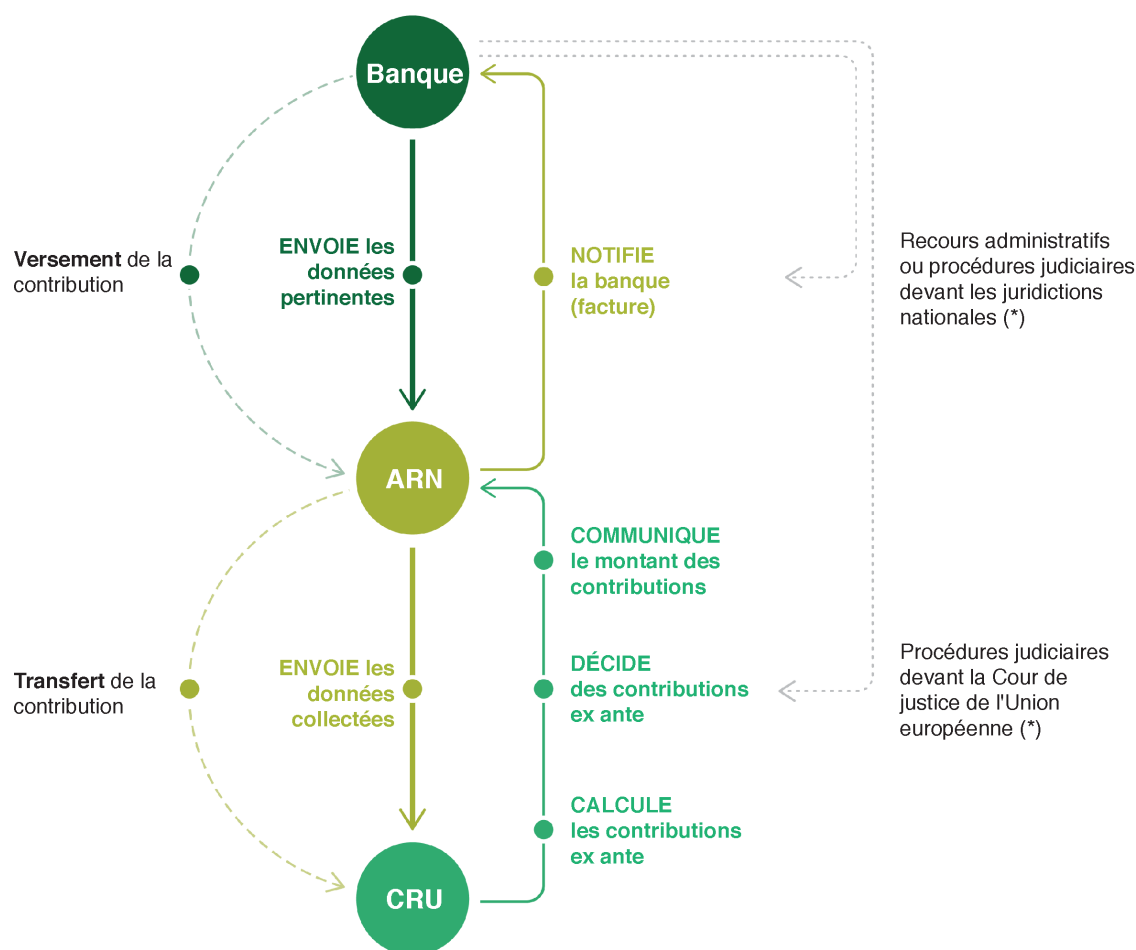 Banque
Versement de la
contribution
ENVOIE les
données
pertinentes
NOTIFIE
la banque
(facture)
Recours administratifs
ou procédures judiciaires
devant les juridictions
nationales (*)
ARN
COMMUNIQUE
le montant des
contributions
Transfert de la
contribution
ENVOIE les
données
collectées
DÉCIDE
des contributions
ex ante
Procédures judiciaires
devant la Cour de
justice de l'Union
européenne (*)
CALCULE
les contributions
ex ante
CRU